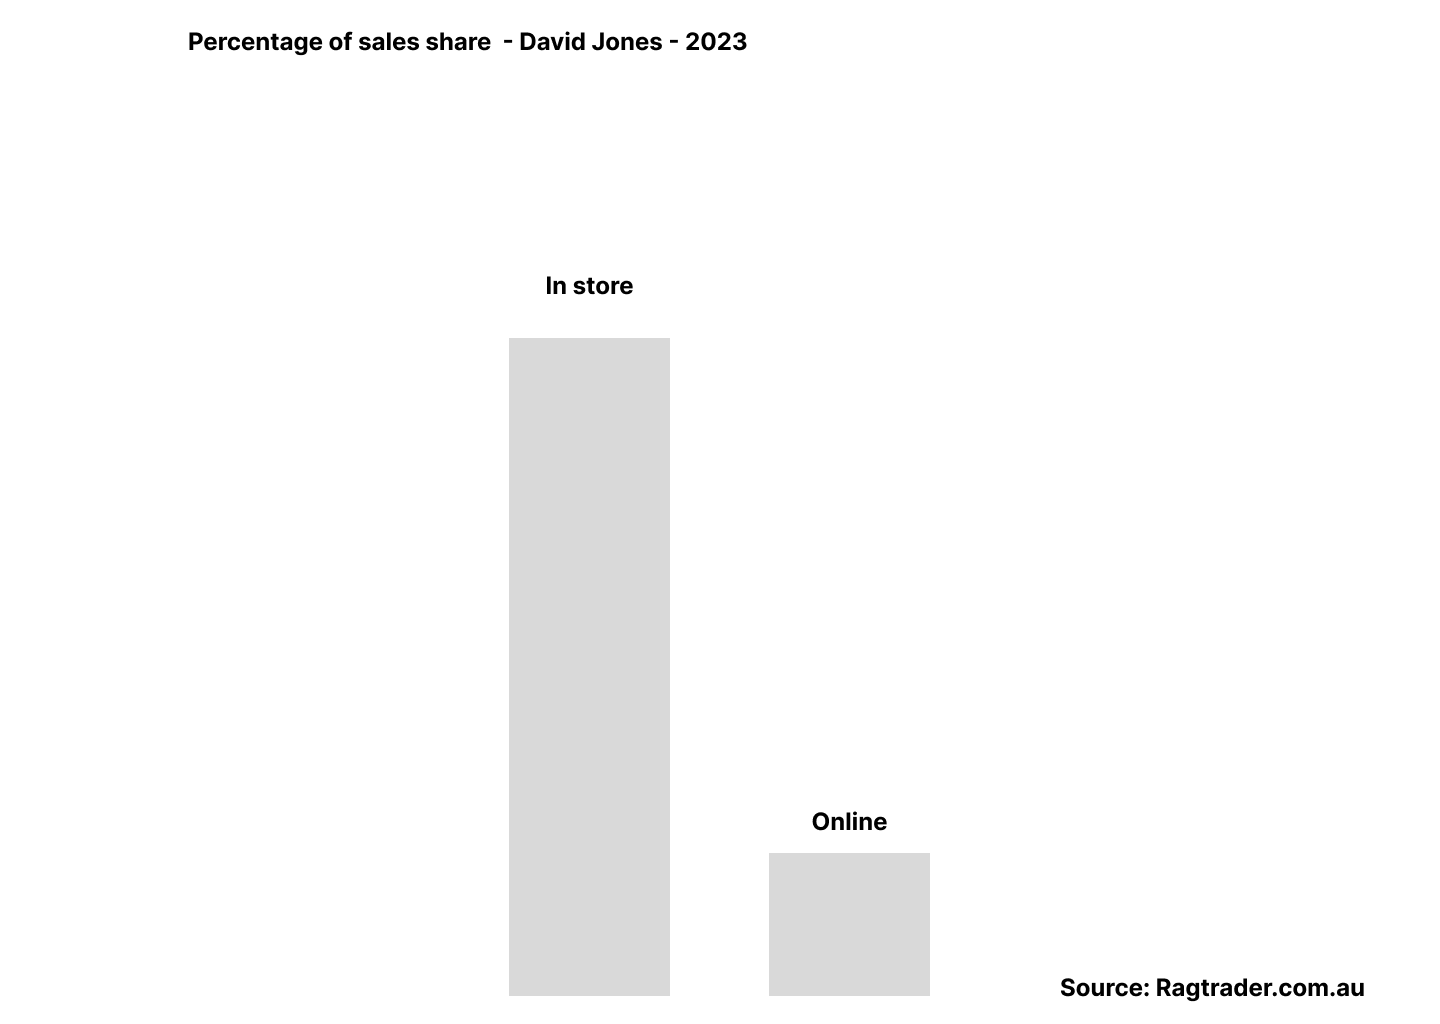 Percentage of sales share  - David Jones - 2023
In store
Online
Source: Ragtrader.com.au